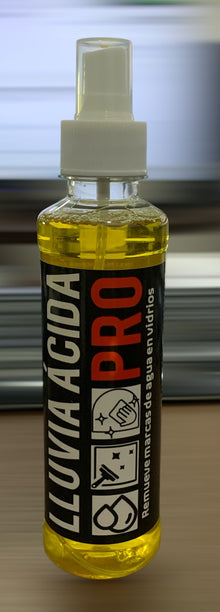 LLUVIA ÁCIDA
PRO
Remueve marcas de agua en vidrios